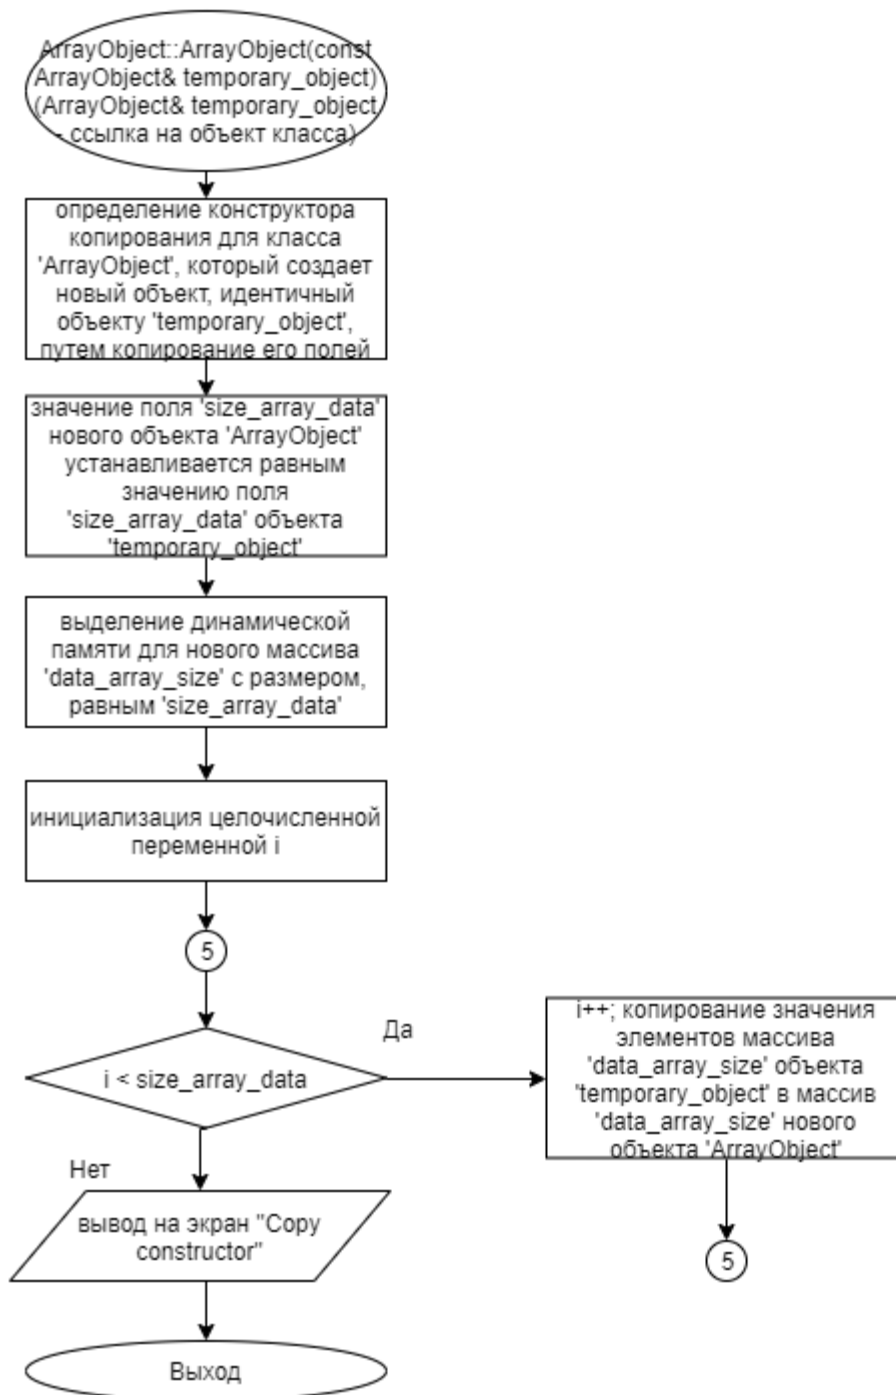 ArrayObject::ArrayObject(const
ArrayObject& temporary_object)
(ArrayObject& temporary_object
- ссылка на объект класса)
определение конструктора
копирования для класса
'ArrayObject', который создает
новый объект, идентичный
объекту 'temporary_object',
путем копирование его полей
значение поля 'size_array_data'
нового объекта 'ArrayObject'
устанавливается равным
значению поля
'size_array_data' объекта
'temporary_object'
выделение динамической
памяти для нового массива
'data_array_size' с размером,
равным 'size_array_data'
инициализация целочисленной
переменной i
5
i < size_array_data
Да
i++; копирование значения
элементов массива
'data_array_size' объекта
'temporary_object' в массив
'data_array_size' нового
объекта 'ArrayObject'
5
Нет
вывод на экран "Copy
constructor"
Выход